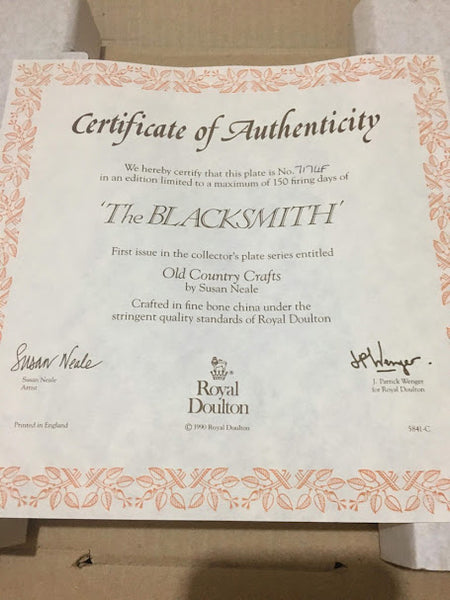 Certificate of Authenticity
We hereby certify that this plate is No.
in an edition limited to a maximum of 150 firing days of
'The BLACKSMITH'
First issue in the collector's plate series entitled
Old Country Crafts
by Susan Neale
Crafted in fine bone china under the
stringent quality standards of Royal Doulton
Susan Neale
Susan Neale
Artist
Royal
Doulton
© 1990 Royal Doulton
JPWenger.
J. Patrick Wenger
for Royal Doulton
Printed in England
5841-C